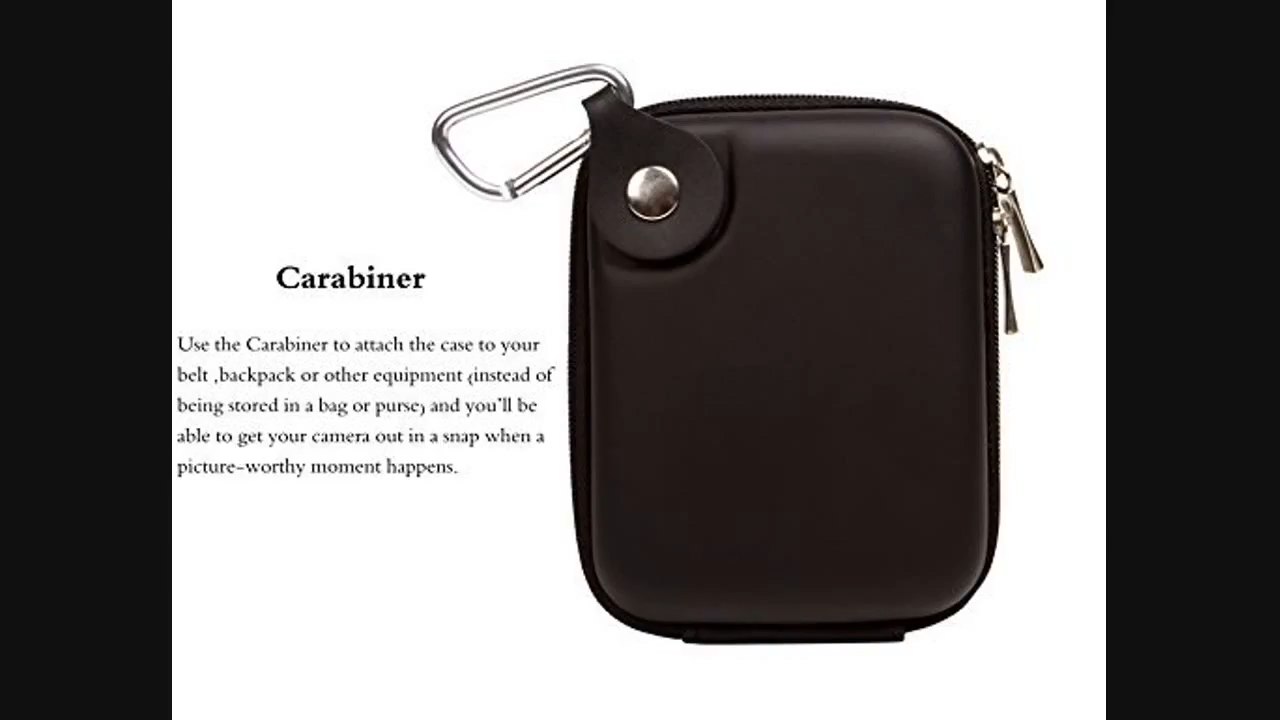 Carabiner
Use the Carabiner to attach the case to your
belt ,backpack or other equipment (instead of
being stored in a bag or purse) and you'll be
able to get your camera out in a snap when a
picture-worthy moment happens.